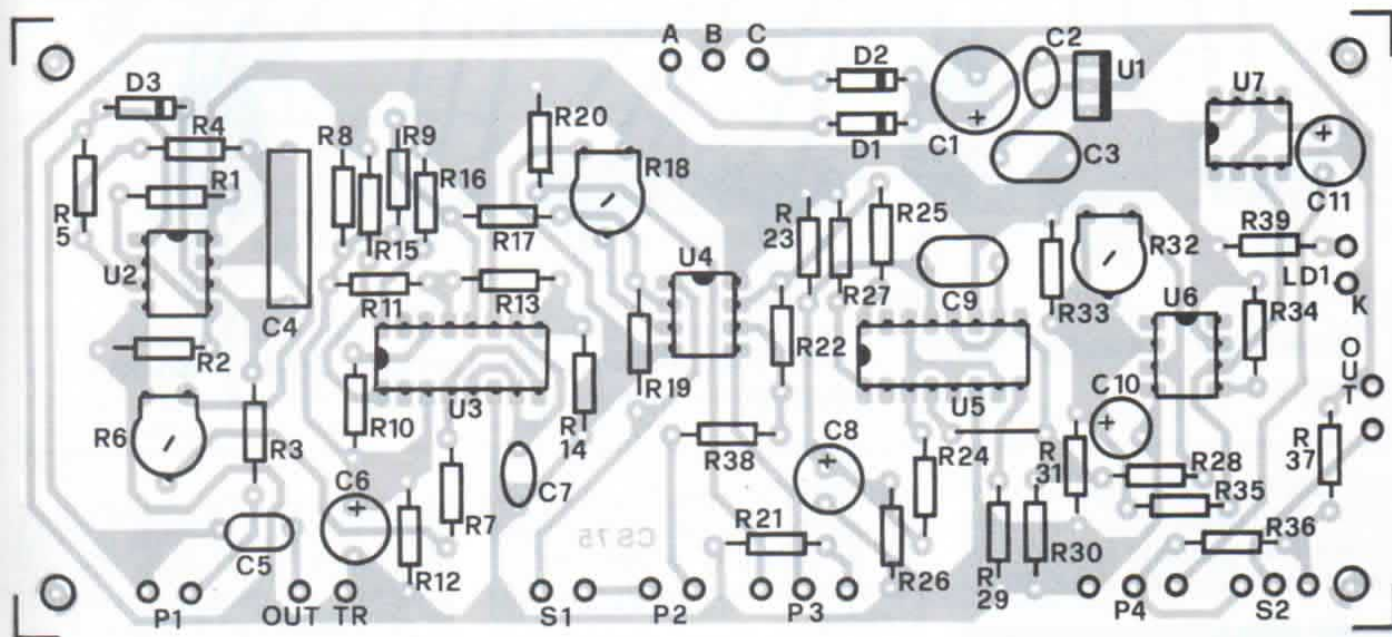 A B C
D3
D2
C2
U1
U7
R4
R8
R9
R20
D1
C1
C3
R1
R16
R18
R
5
R15
R17
R
23
R25
R32
R39
C11
U2
R11
R13
U4
R27
C9
R33
LD1
K
U6
R34
C4
R2
R19
R22
OUT
R10
U3
U5
C10
R6
R3
R
14
R38
C8
R24
R
31
R28
R
37
C6
C7
R7
R35
R21
R36
CS 75
C5
R12
R26
R
29
R30
P1
OUT TR
S1
P2
P3
P4
S2